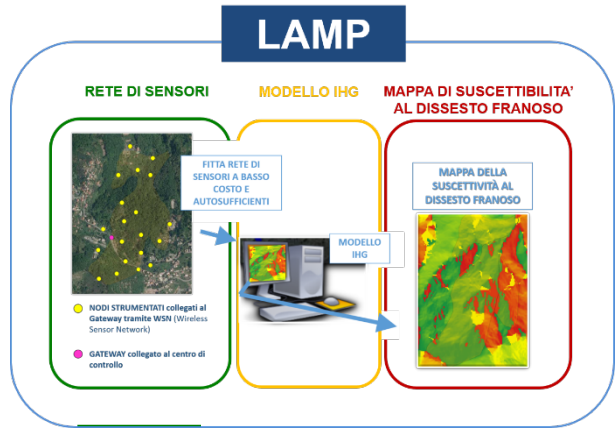 LAMP
RETE DI SENSORI
MODELLO IHG
MAPPA DI SUSCETTIBILITA'
AL DISSESTO FRANOSO
FITTA RETE DI
SENSORI A BASSO
COSTO E
AUTOSUFFICIENTI
MAPPA DELLA
SUSCETTIVITÀ AL
DISSESTO FRANOSO
MODELLO
IHG
NODI STRUMENTATI collegati al
Gateway tramite WSN (Wireless
Sensor Network)
GATEWAY collegato al centro di
controllo